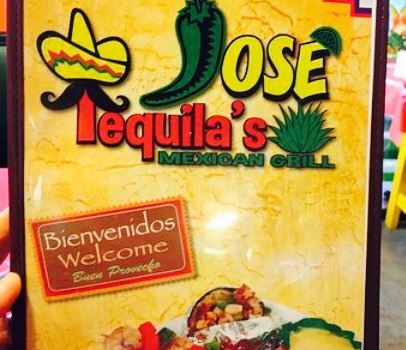 JOSE
Tequila's
MEXICAN GRILL
Bienvenidos
Welcome
Buen Provecho